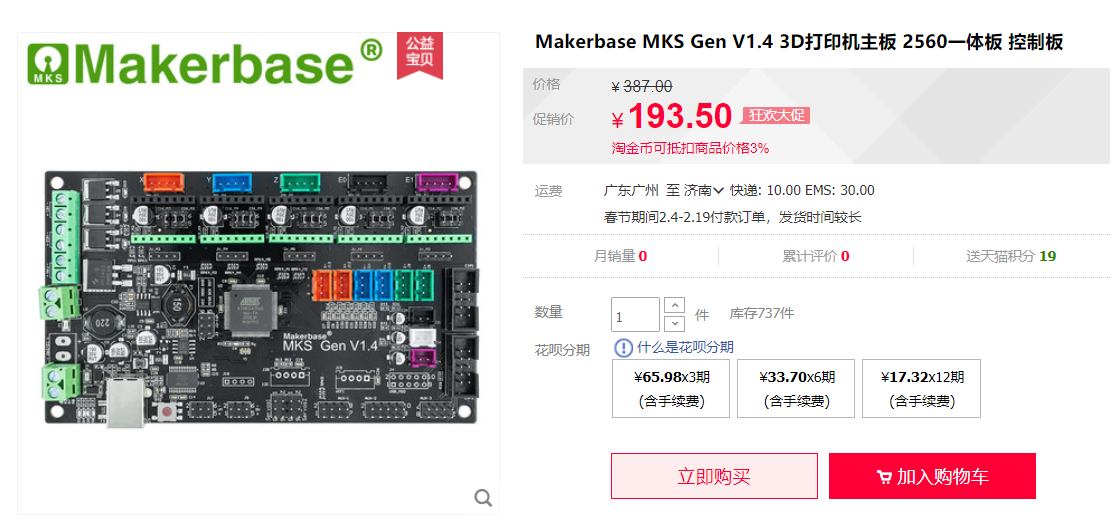 Makerbase®
MKS
公益
宝贝
X
Y
Z
E0
E1
220
Makerbase®
MKS Gen V1.4
Makerbase MKS Gen V1.4 3D打印机主板 2560一体板 控制板
价格
¥ 387.00
促销价
¥ 193.50 狂欢大促
淘金币可抵扣商品价格3%
运费
广东广州 至 济南 快递: 10.00 EMS: 30.00
春节期间2.4-2.19付款订单，发货时间较长
月销量 0
累计评价 0
送天猫积分 19
数量
1
件
库存737件
花呗分期
什么是花呗分期
¥65.98x3期
(含手续费)
¥33.70x6期
(含手续费)
¥17.32x12期
(含手续费)
立即购买
加入购物车